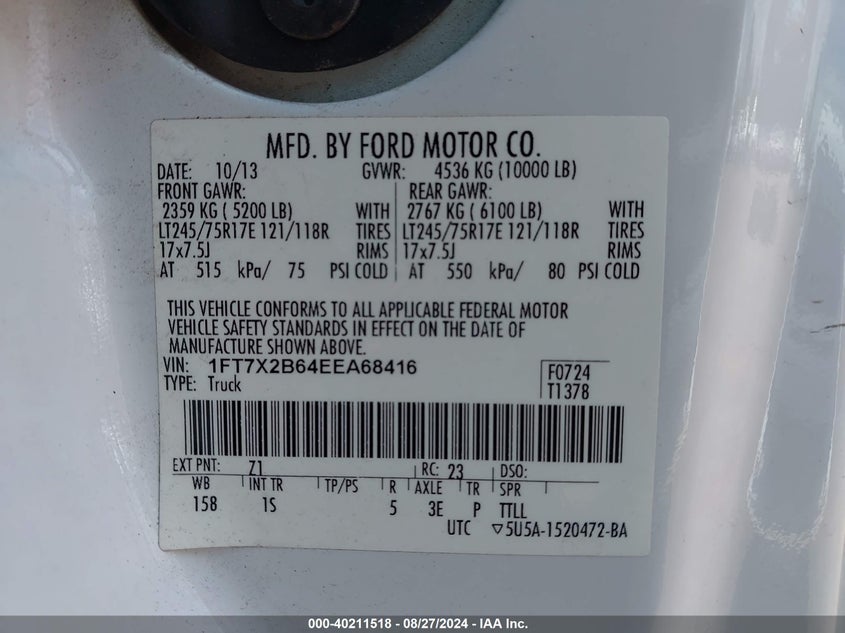 MFD. BY FORD MOTOR CO.
DATE: 10/13 GVWR: 4536 KG (10000 LB)
FRONT GAWR: REAR GAWR:
2359 KG ( 5200 LB) WITH 2767 KG ( 6100 LB) WITH
LT245/75R17E 121/118R TIRES LT245/75R17E 121/118R TIRES
17x7.5J RIMS 17x7.5J RIMS
AT 515 kPa/ 75 PSI COLD AT 550 kPa/ 80 PSI COLD
THIS VEHICLE CONFORMS TO ALL APPLICABLE FEDERAL MOTOR
VEHICLE SAFETY STANDARDS IN EFFECT ON THE DATE OF
MANUFACTURE SHOWN ABOVE.
VIN: 1FT7X2B64EEA68416 F0724
TYPE: Truck T1378
EXT PNT: Z1 RC: 23 DSO:
WB INT TR TP/PS R AXLE TR SPR
158 1S 5 3E P TTLL
UTC ▽5U5A-1520472-BA
000-40211518 - 08/27/2024 - IAA Inc.